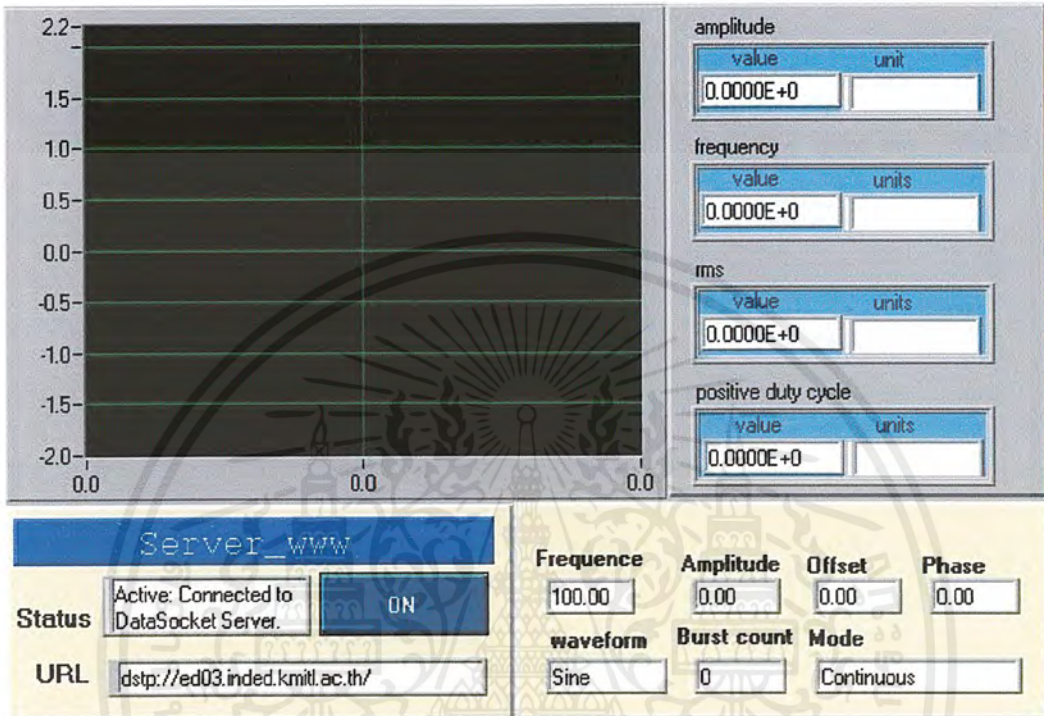 2.2
1.5
1.0
0.5
0.0
-0.5
-1.0
-1.5
-2.0
0.0 0.0 0.0
amplitude
value unit
0.0000E+0
frequency
value units
0.0000E+0
rms
value units
0.0000E+0
positive duty cycle
value units
0.0000E+0
Server_www
Status
Active: Connected to
DataSocket Server.
ON
URL
dstp://ed03.inded.kmitl.ac.th/
Frequence Amplitude Offset Phase
100.00 0.00 0.00 0.00
waveform Burst count Mode
Sine 0 Continuous